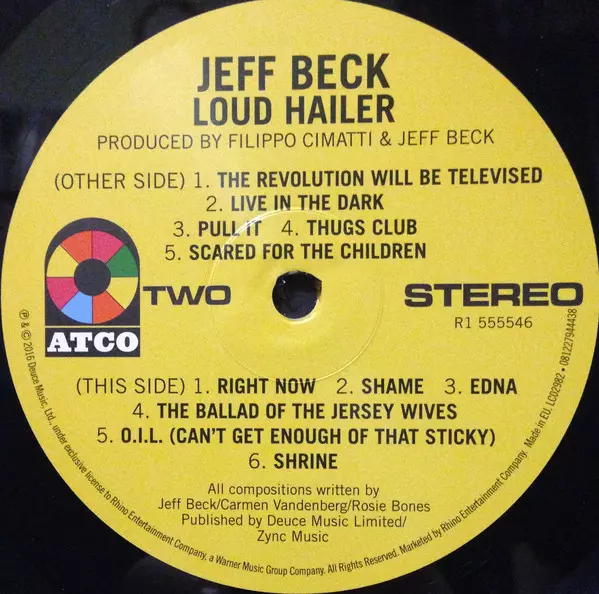 JEFF BECK
LOUD HAILER
PRODUCED BY FILIPPO CIMATTI & JEFF BECK
(OTHER SIDE) 1. THE REVOLUTION WILL BE TELEVISED
2. LIVE IN THE DARK
3. PULL IT 4. THUGS CLUB
5. SCARED FOR THE CHILDREN
ATCO
TWO
STEREO
R1 555546
(THIS SIDE) 1. RIGHT NOW 2. SHAME 3. EDNA
4. THE BALLAD OF THE JERSEY WIVES
5. O.I.L. (CAN'T GET ENOUGH OF THAT STICKY)
6. SHRINE
All compositions written by
Jeff Beck/Carmen Vandenberg/Rosie Bones
Published by Deuce Music Limited/
Zync Music
℗ & © 2016 Deuce Music, Ltd., under exclusive license to Rhino Entertainment Company, a Warner Music Group Company. All Rights Reserved. Marketed by Rhino Entertainment Company. Made in EU. LC02982 · 081227944438